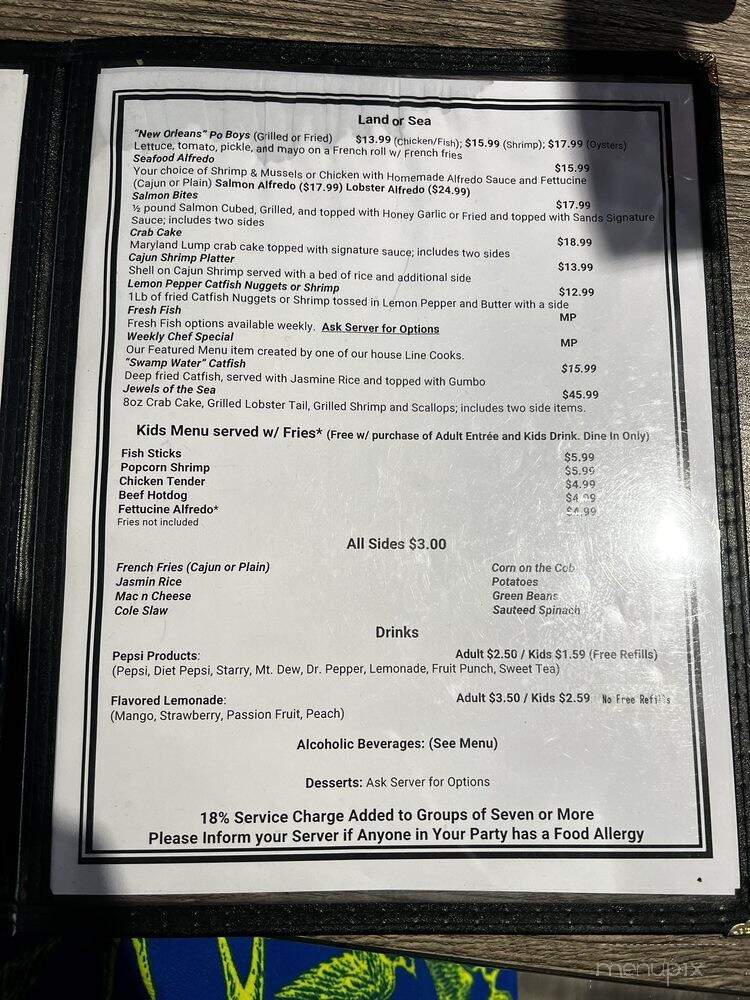 Land or Sea
"New Orleans" Po Boys (Grilled or Fried) $13.99 (Chicken/Fish); $15.99 (Shrimp); $17.99 (Oysters)
Lettuce, tomato, pickle, and mayo on a French roll w/ French fries
Seafood Alfredo $15.99
Your choice of Shrimp & Mussels or Chicken with Homemade Alfredo Sauce and Fettucine
(Cajun or Plain) Salmon Alfredo ($17.99) Lobster Alfredo ($24.99)
Salmon Bites $17.99
½ pound Salmon Cubed, Grilled, and topped with Honey Garlic or Fried and topped with Sands Signature
Sauce; includes two sides
Crab Cake $18.99
Maryland Lump crab cake topped with signature sauce; includes two sides
Cajun Shrimp Platter $13.99
Shell on Cajun Shrimp served with a bed of rice and additional side
Lemon Pepper Catfish Nuggets or Shrimp $12.99
1Lb of fried Catfish Nuggets or Shrimp tossed in Lemon Pepper and Butter with a side
Fresh Fish MP
Fresh Fish options available weekly. Ask Server for Options
Weekly Chef Special MP
Our Featured Menu item created by one of our house Line Cooks.
"Swamp Water" Catfish $15.99
Deep fried Catfish, served with Jasmine Rice and topped with Gumbo
Jewels of the Sea $45.99
8oz Crab Cake, Grilled Lobster Tail, Grilled Shrimp and Scallops; includes two side items.
Kids Menu served w/ Fries* (Free w/ purchase of Adult Entrée and Kids Drink. Dine In Only)
Fish Sticks $5.99
Popcorn Shrimp $5.99
Chicken Tender $4.99
Beef Hotdog $4.99
Fettucine Alfredo* $4.99
Fries not included
All Sides $3.00
French Fries (Cajun or Plain) Corn on the Cob
Jasmin Rice Potatoes
Mac n Cheese Green Beans
Cole Slaw Sauteed Spinach
Drinks
Pepsi Products: Adult $2.50 / Kids $1.59 (Free Refills)
(Pepsi, Diet Pepsi, Starry, Mt. Dew, Dr. Pepper, Lemonade, Fruit Punch, Sweet Tea)
Flavored Lemonade: Adult $3.50 / Kids $2.59 No Free Refills
(Mango, Strawberry, Passion Fruit, Peach)
Alcoholic Beverages: (See Menu)
Desserts: Ask Server for Options
18% Service Charge Added to Groups of Seven or More
Please Inform your Server if Anyone in Your Party has a Food Allergy
menupix